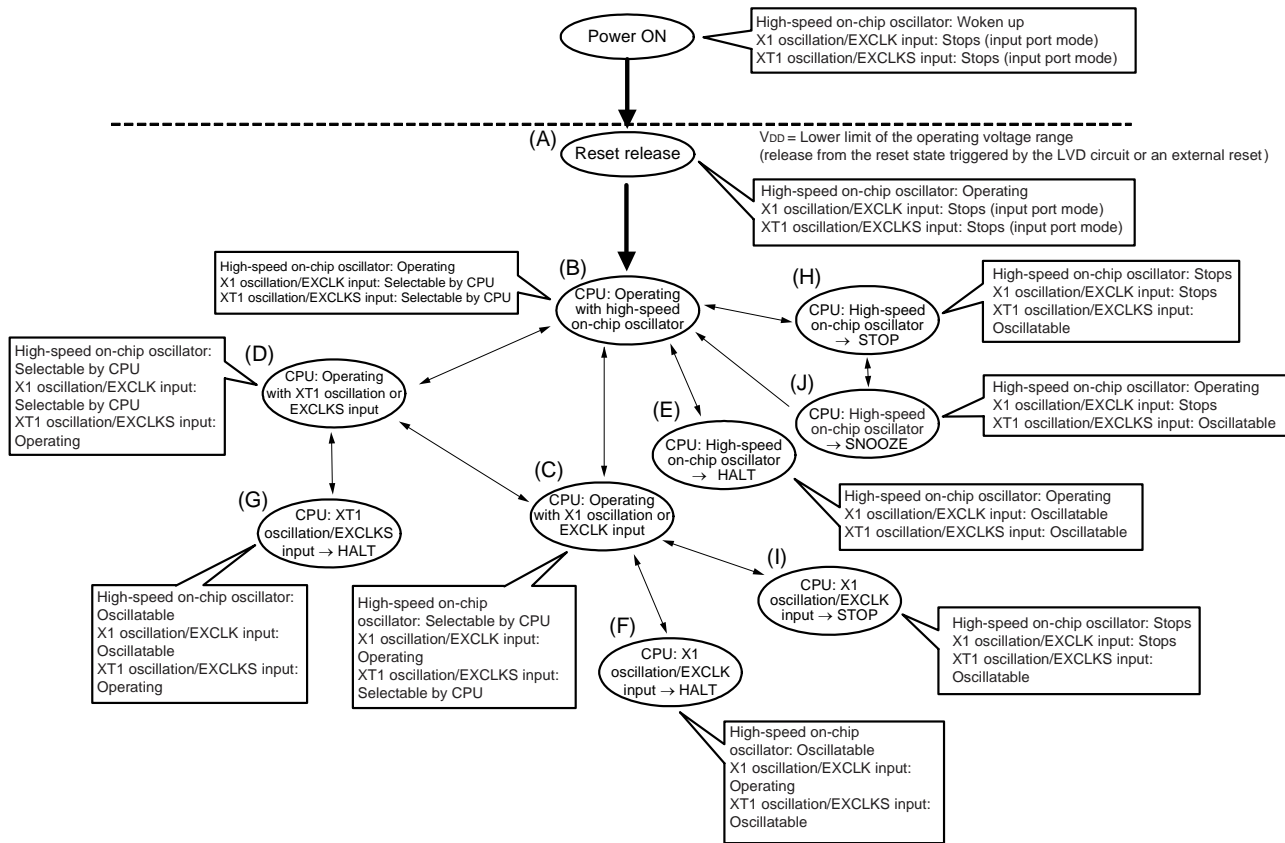 Power ON
High-speed on-chip oscillator: Woken up
X1 oscillation/EXCLK input: Stops (input port mode)
XT1 oscillation/EXCLKS input: Stops (input port mode)
(A)
Reset release
VDD = Lower limit of the operating voltage range
(release from the reset state triggered by the LVD circuit or an external reset)
High-speed on-chip oscillator: Operating
X1 oscillation/EXCLK input: Stops (input port mode)
XT1 oscillation/EXCLKS input: Stops (input port mode)
High-speed on-chip oscillator: Operating
X1 oscillation/EXCLK input: Selectable by CPU
XT1 oscillation/EXCLKS input: Selectable by CPU
(B)
CPU: Operating
with high-speed
on-chip oscillator
(H)
CPU: High-speed
on-chip oscillator
→ STOP
High-speed on-chip oscillator: Stops
X1 oscillation/EXCLK input: Stops
XT1 oscillation/EXCLKS input:
Oscillatable
High-speed on-chip oscillator:
Selectable by CPU
X1 oscillation/EXCLK input:
Selectable by CPU
XT1 oscillation/EXCLKS input:
Operating
(D)
CPU: Operating
with XT1 oscillation or
EXCLKS input
(J)
CPU: High-speed
on-chip oscillator
→ SNOOZE
High-speed on-chip oscillator: Operating
X1 oscillation/EXCLK input: Stops
XT1 oscillation/EXCLKS input: Oscillatable
(E)
CPU: High-speed
on-chip oscillator
→ HALT
High-speed on-chip oscillator: Operating
X1 oscillation/EXCLK input: Oscillatable
XT1 oscillation/EXCLKS input: Oscillatable
(G)
CPU: XT1
oscillation/EXCLKS
input → HALT
(C)
CPU: Operating
with X1 oscillation or
EXCLK input
High-speed on-chip oscillator:
Oscillatable
X1 oscillation/EXCLK input:
Oscillatable
XT1 oscillation/EXCLKS input:
Operating
High-speed on-chip
oscillator: Selectable by CPU
X1 oscillation/EXCLK input:
Operating
XT1 oscillation/EXCLKS input:
Selectable by CPU
(I)
CPU: X1
oscillation/EXCLK
input → STOP
High-speed on-chip oscillator: Stops
X1 oscillation/EXCLK input: Stops
XT1 oscillation/EXCLKS input:
Oscillatable
(F)
CPU: X1
oscillation/EXCLK
input → HALT
High-speed on-chip
oscillator: Oscillatable
X1 oscillation/EXCLK input:
Operating
XT1 oscillation/EXCLKS input:
Oscillatable